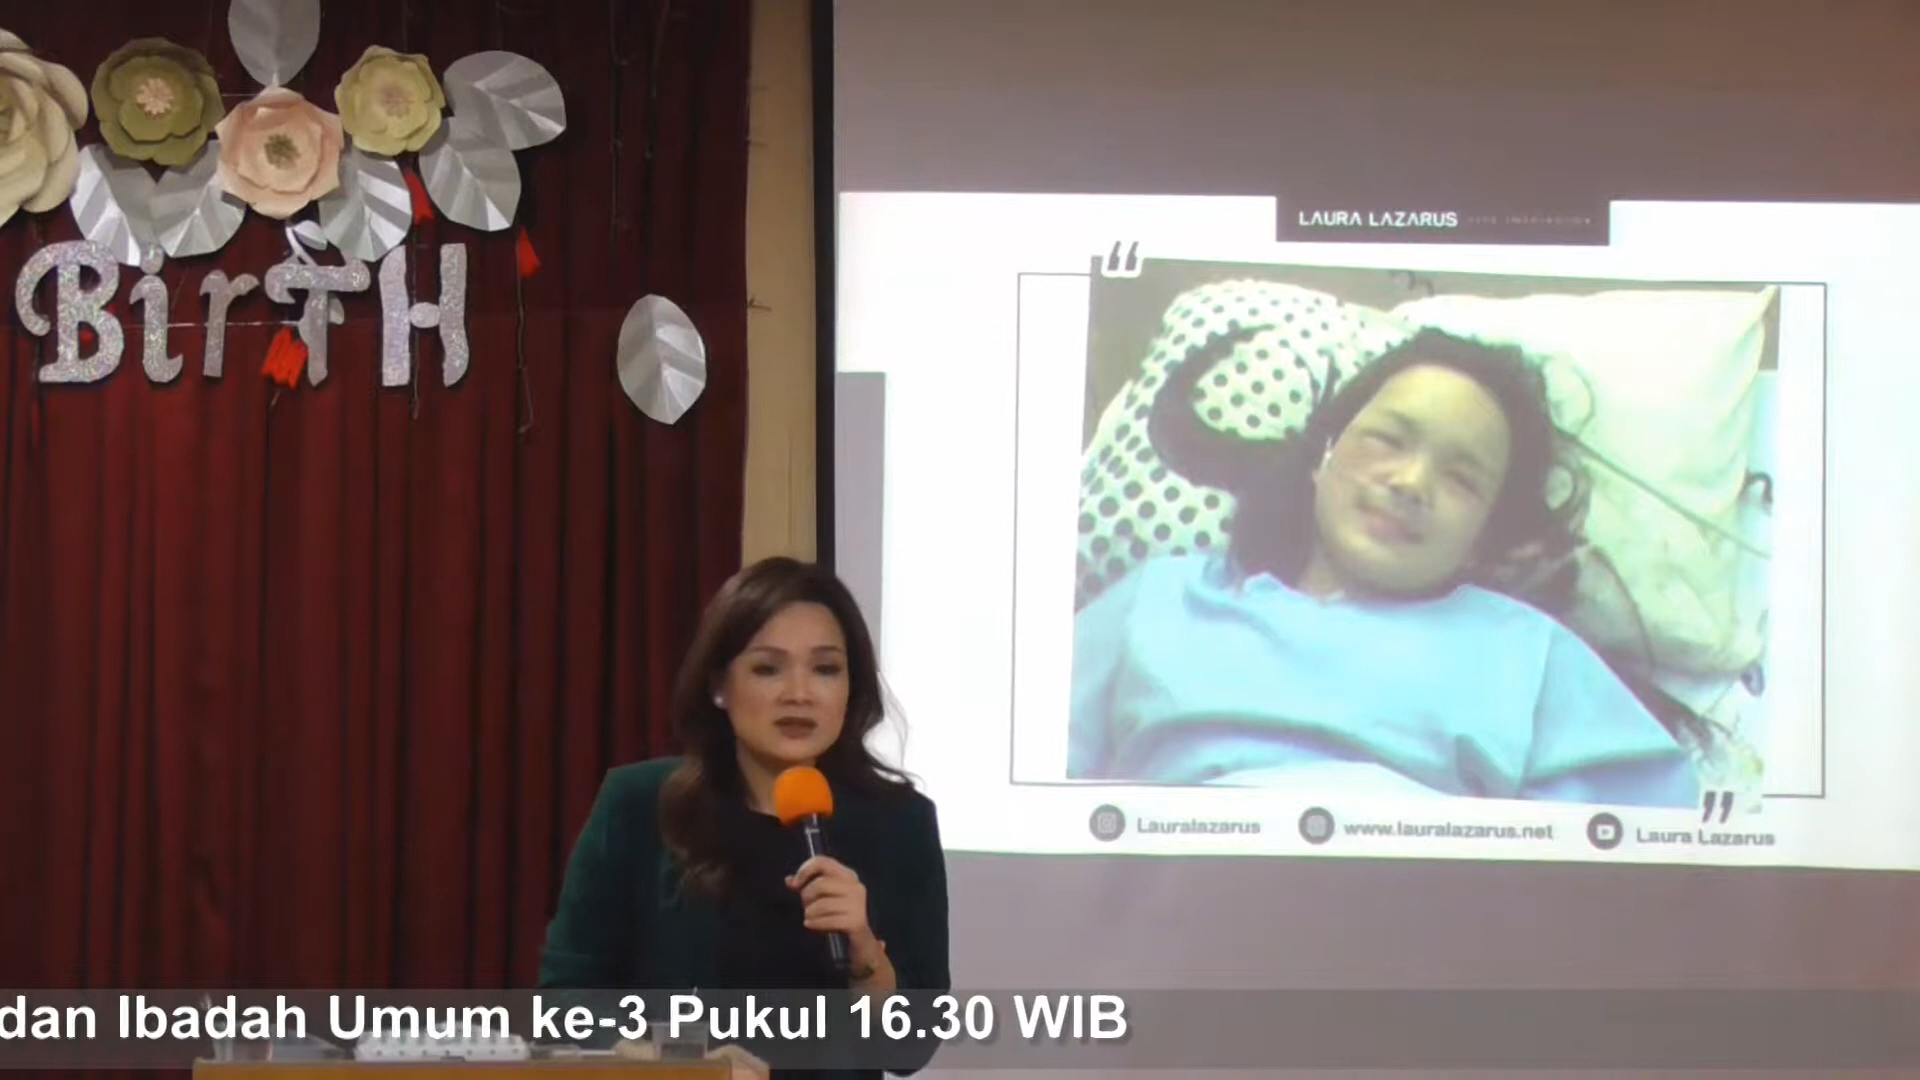 BirTH
LAURA LAZARUS
“
”
Lauralazarus
www.lauralazarus.net
Laura Lazarus
dan Ibadah Umum ke-3 Pukul 16.30 WIB